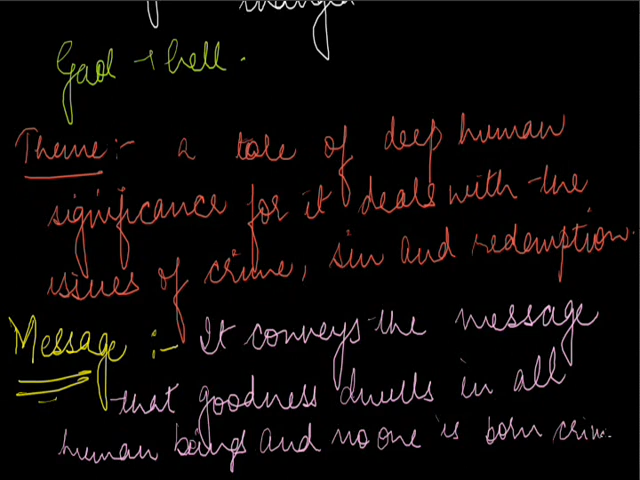 Gaol → hell.
Theme:- a tale of deep human
significance for it deals with the
issues of crime, sin and redemption.
Message :- It conveys the message
that goodness dwells in all
human beings and no one is born